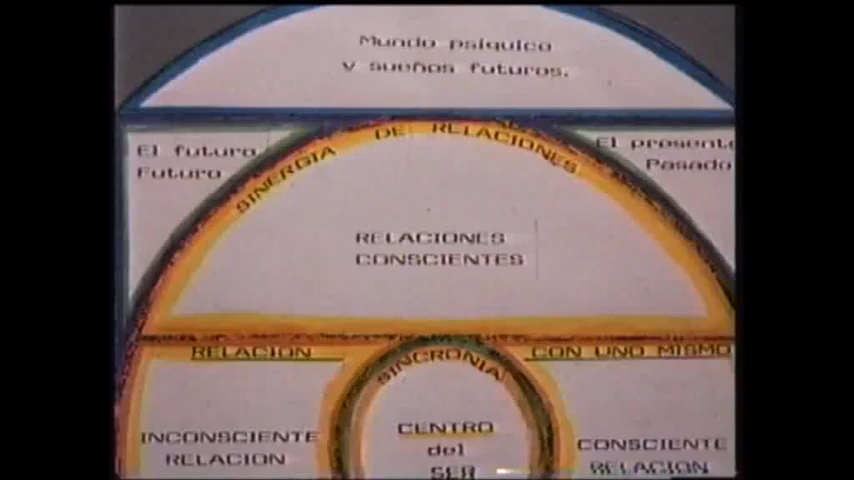 Mundo psíquico
y sueños futuros.
El futuro
Futuro
El presente
Pasado
SINERGIA DE RELACIONES
RELACIONES
CONSCIENTES
RELACION
CON UNO MISMO
SINCRONIA
INCONSCIENTE
RELACION
CENTRO
del
SER
CONSCIENTE
RELACION